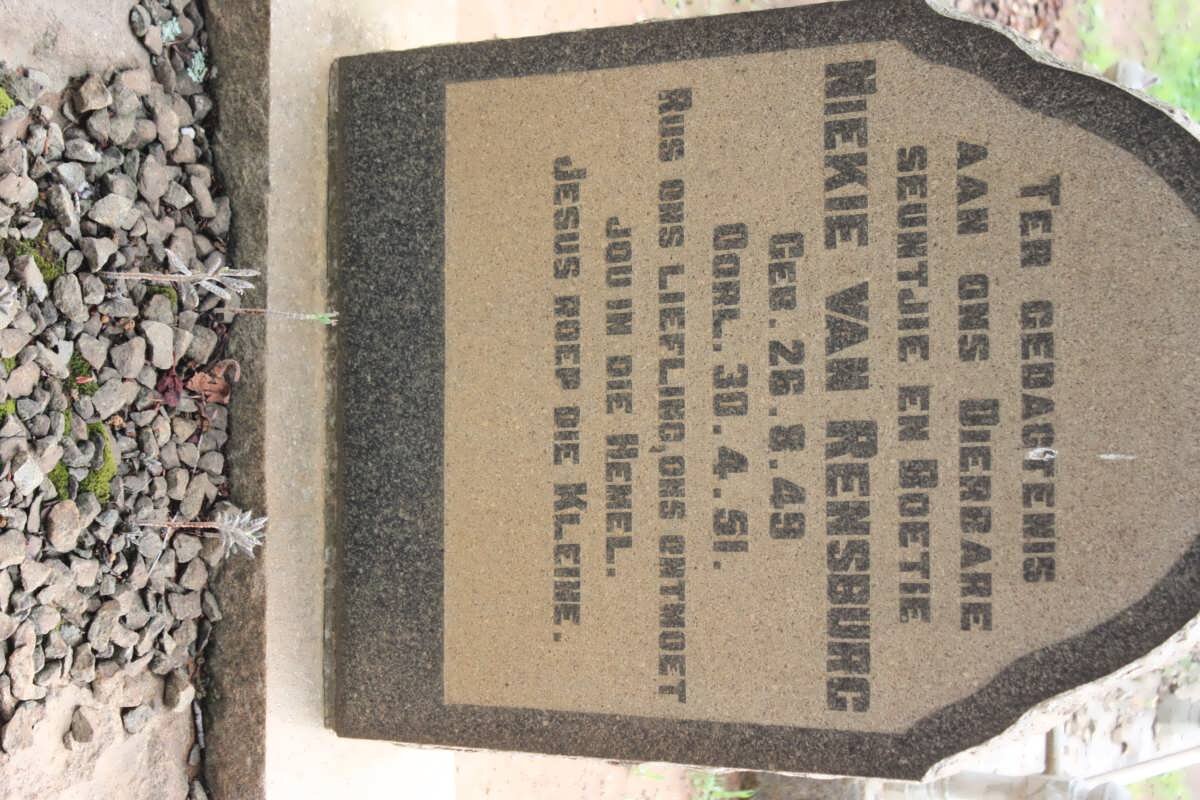 TER GEDAGTENIS
AAN ONS DIERBARE
SEUNTJIE EN BOETIE.
NIEKIE VAN RENSBURG
GEB. 26.8.49
OORL. 30.4.51.
RUS ONS LIEFLING, ONS ONTMOET
JOU IN DIE HEMEL.
JESUS ROEP DIE KLEINE.